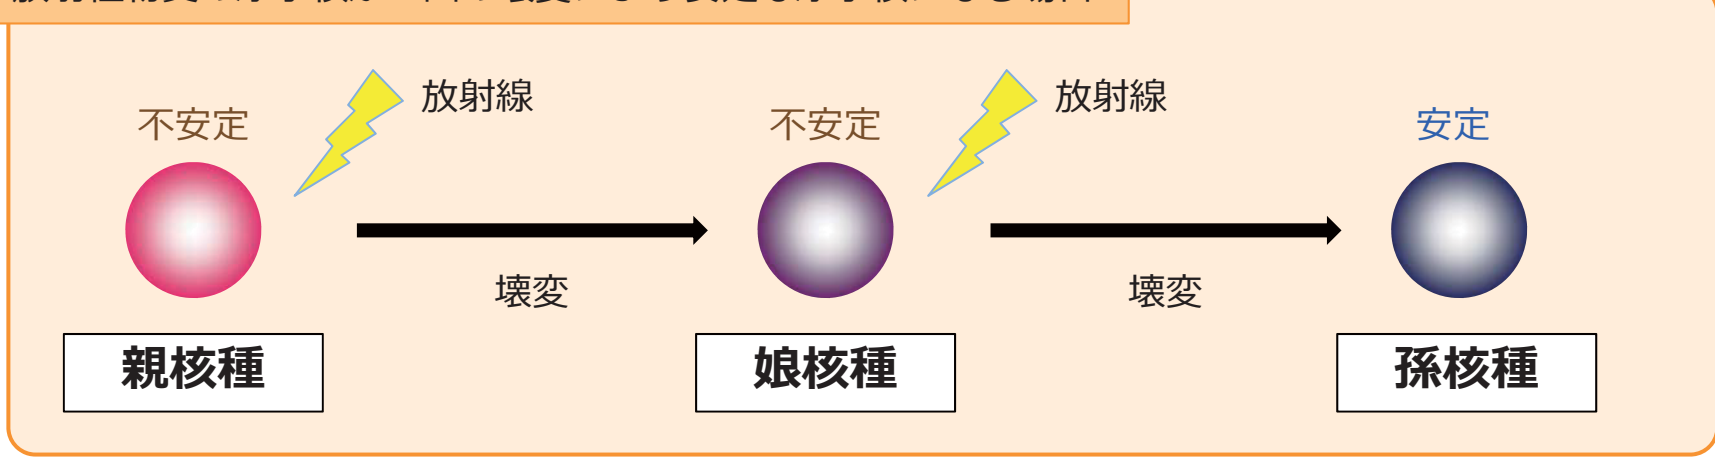 放射線
放射線
不安定
不安定
安定
壊変
壊変
親核種
娘核種
孫核種